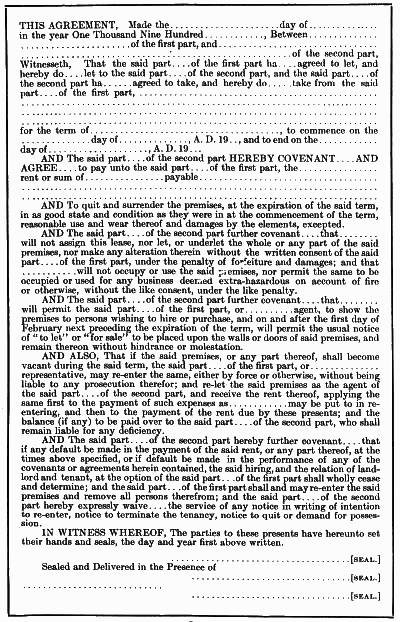 THIS AGREEMENT, Made the.........................day of................
in the year One Thousand Nine Hundred..............., Between..............
..........................of the first part, and...........................
...............................................................of the second part,
Witnesseth, That the said part....of the first part ha....agreed to let, and
hereby do....let to the said part....of the second part, and the said part....of
the second part ha......agreed to take, and hereby do.....take from the said
part....of the first part, ................................................
...........................................................................
...........................................................................
...........................................................................
for the term of............................................, to commence on the
..................day of..................., A. D. 19.., and to end on the........
day of..................., A. D. 19...
AND The said part....of the second part HEREBY COVENANT....AND
AGREE....to pay unto the said part....of the first part, the................
rent or sum of....................payable..................................
...........................................................................
AND To quit and surrender the premises, at the expiration of the said term,
in as good state and condition as they were at the commencement of the term,
reasonable use and wear thereof and damages by the elements, excepted.
AND The said part....of the second part further covenant....that........
will not assign this lease, nor let, or underlet the whole or any part of the said
premises, nor make any alteration therein without the written consent of the said
part....of the first part, under the penalty of forfeiture and damages; and that
............will not occupy or use the said premises, nor permit the same to be
occupied or used for any business deemed extra-hazardous on account of fire
or otherwise, without the like consent, under the like penalty.
AND The said part....of the second part further covenant....that........
will permit the said part....of the first part, or............agent, to show the
premises to persons wishing to hire or purchase, and on and after the first day of
February next preceding the expiration of the term, will permit the usual notice
of "to let" or "for sale" to be placed upon the walls or doors of said premises, and
remain thereon without hindrance or molestation.
AND ALSO, That if the said premises, or any part thereof, shall become
vacant during the said term, the said part....of the first part, or..............
representative, may re-enter the same, either by force or otherwise, without being
liable to any prosecution therefor; and re-let the said premises as the agent of
the said part....of the second part, and receive the rent thereof, applying the
same first to the payment of such expenses as..............may be put to in re-
entering, and then to the payment of the rent due by these presents; and the
balance (if any) to be paid over to the said part....of the second part, who shall
remain liable for any deficiency.
AND The said part....of the second part hereby further covenant....that
if any default be made in the payment of the said rent, or any part thereof, at the
times above specified, or if default be made in the performance of any of the
covenants or agreements herein contained, the said hiring, and the relation of land-
lord and tenant, at the option of the said part...of the first part shall wholly cease
and determine; and the said part...of the first part shall and may re-enter the said
premises and remove all persons therefrom; and the said part....of the second
part hereby expressly waive....the service of any notice in writing of intention
to re-enter, notice to terminate the tenancy, notice to quit or demand for posses-
sion.
IN WITNESS WHEREOF, The parties to these presents have hereunto set
their hands and seals, the day and year first above written.
........................................[SEAL.]
Sealed and Delivered in the Presence of
........................................[SEAL.]
..............................
........................................[SEAL.]